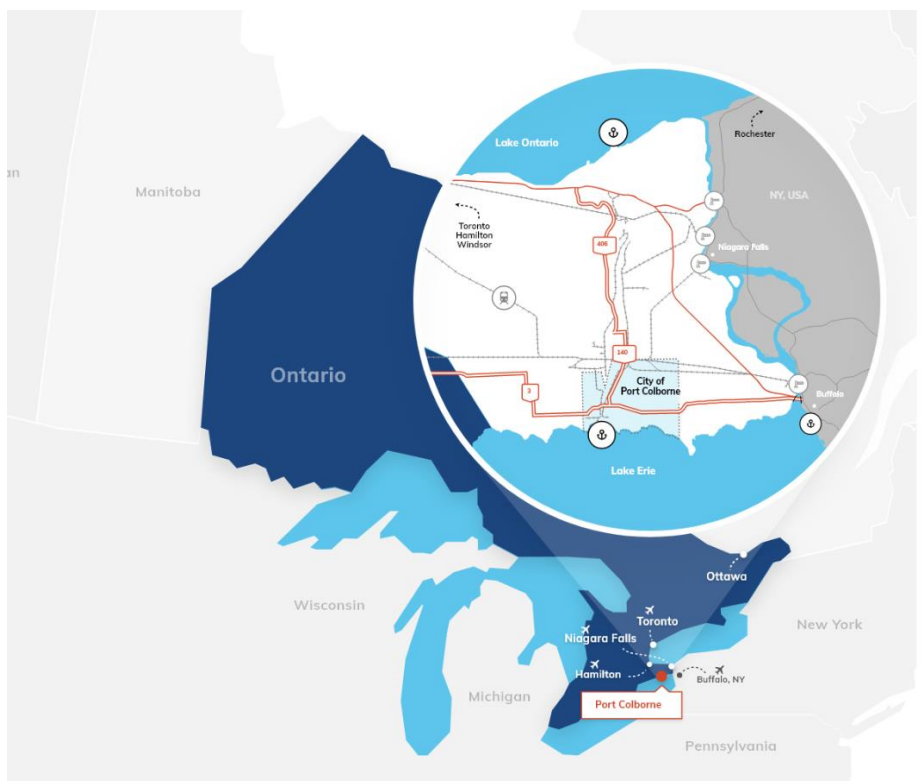 an
Manitoba
Ontario
Lake Ontario
Rochester
NY, USA
Toronto
Hamilton
Windsor
406
Niagara Falls
140
City of
Port Colborne
3
Buffalo
Lake Erie
Ottawa
Wisconsin
Toronto
New York
Niagara Falls
Hamilton
Buffalo, NY
Michigan
Port Colborne
Pennsylvania